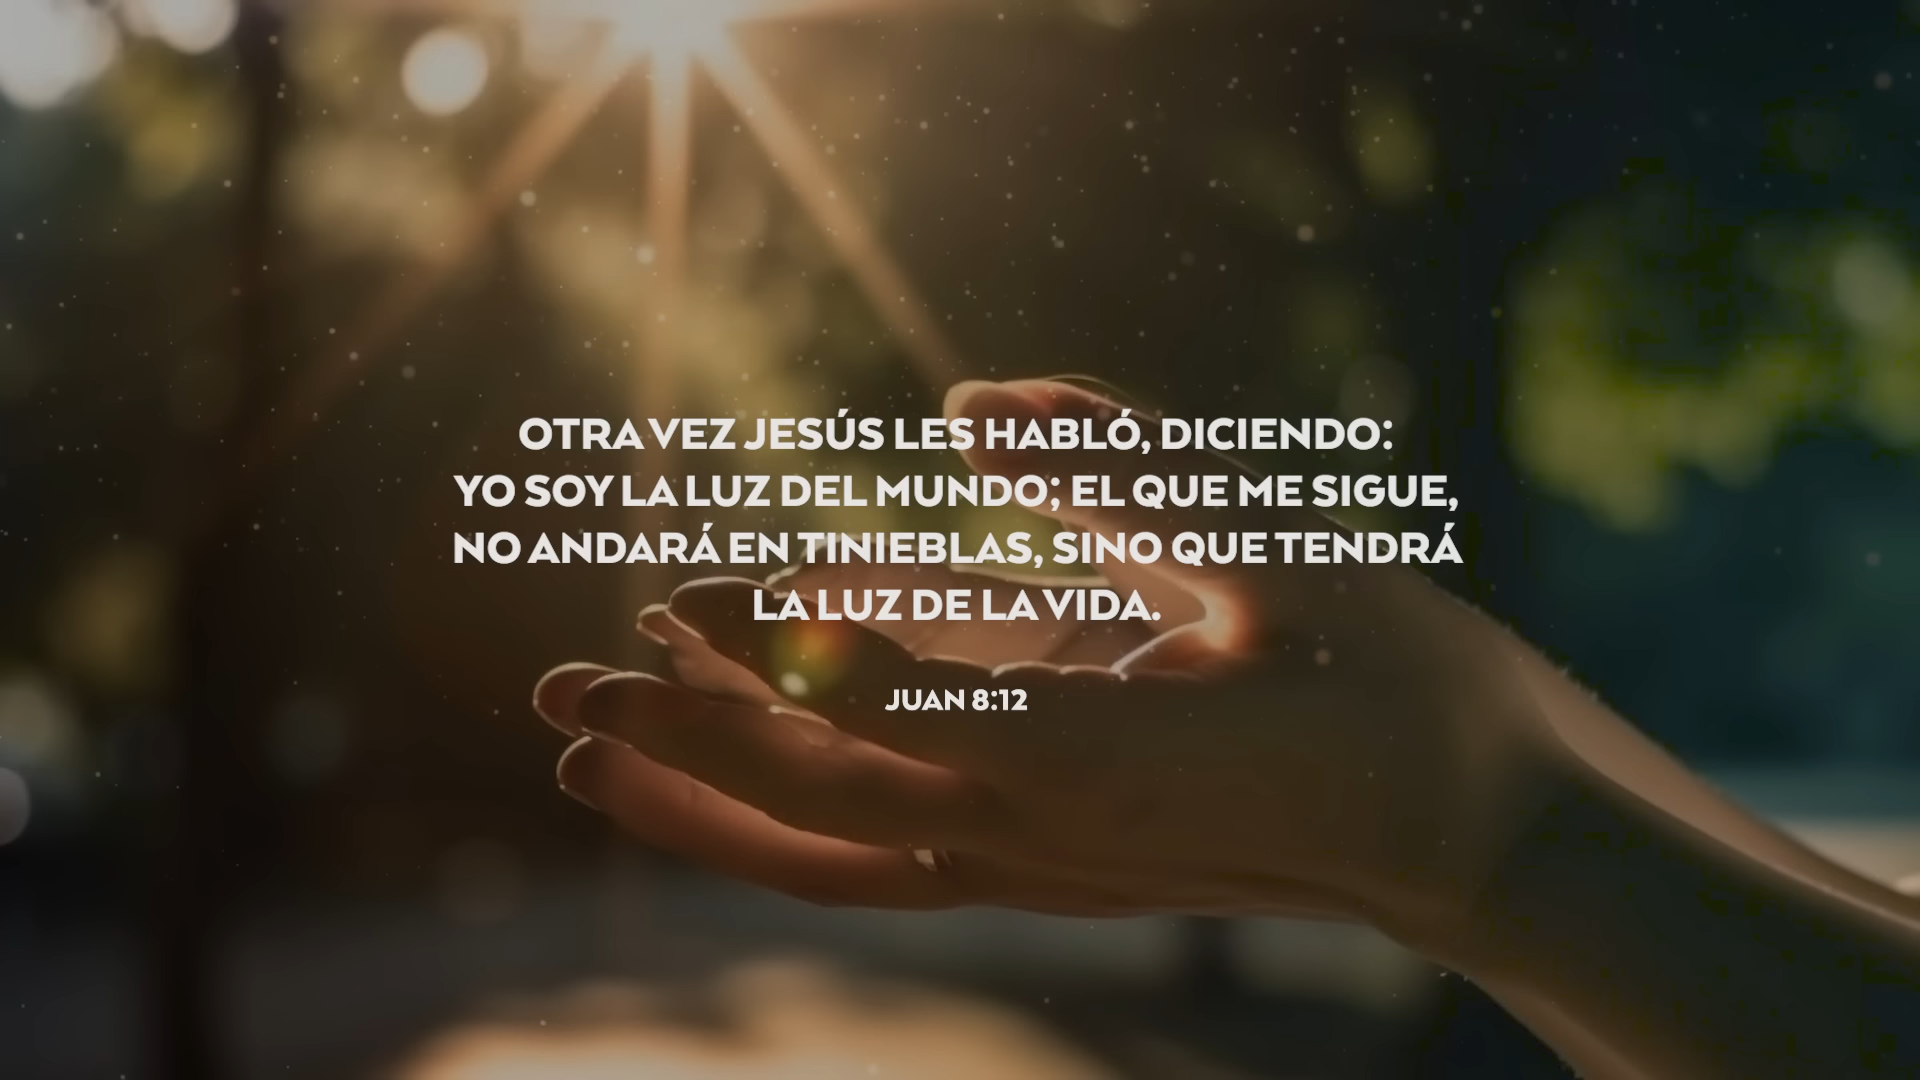 OTRA VEZ JESÚS LES HABLÓ, DICIENDO:
YO SOY LA LUZ DEL MUNDO; EL QUE ME SIGUE,
NO ANDARÁ EN TINIEBLAS, SINO QUE TENDRÁ
LA LUZ DE LA VIDA.
JUAN 8:12